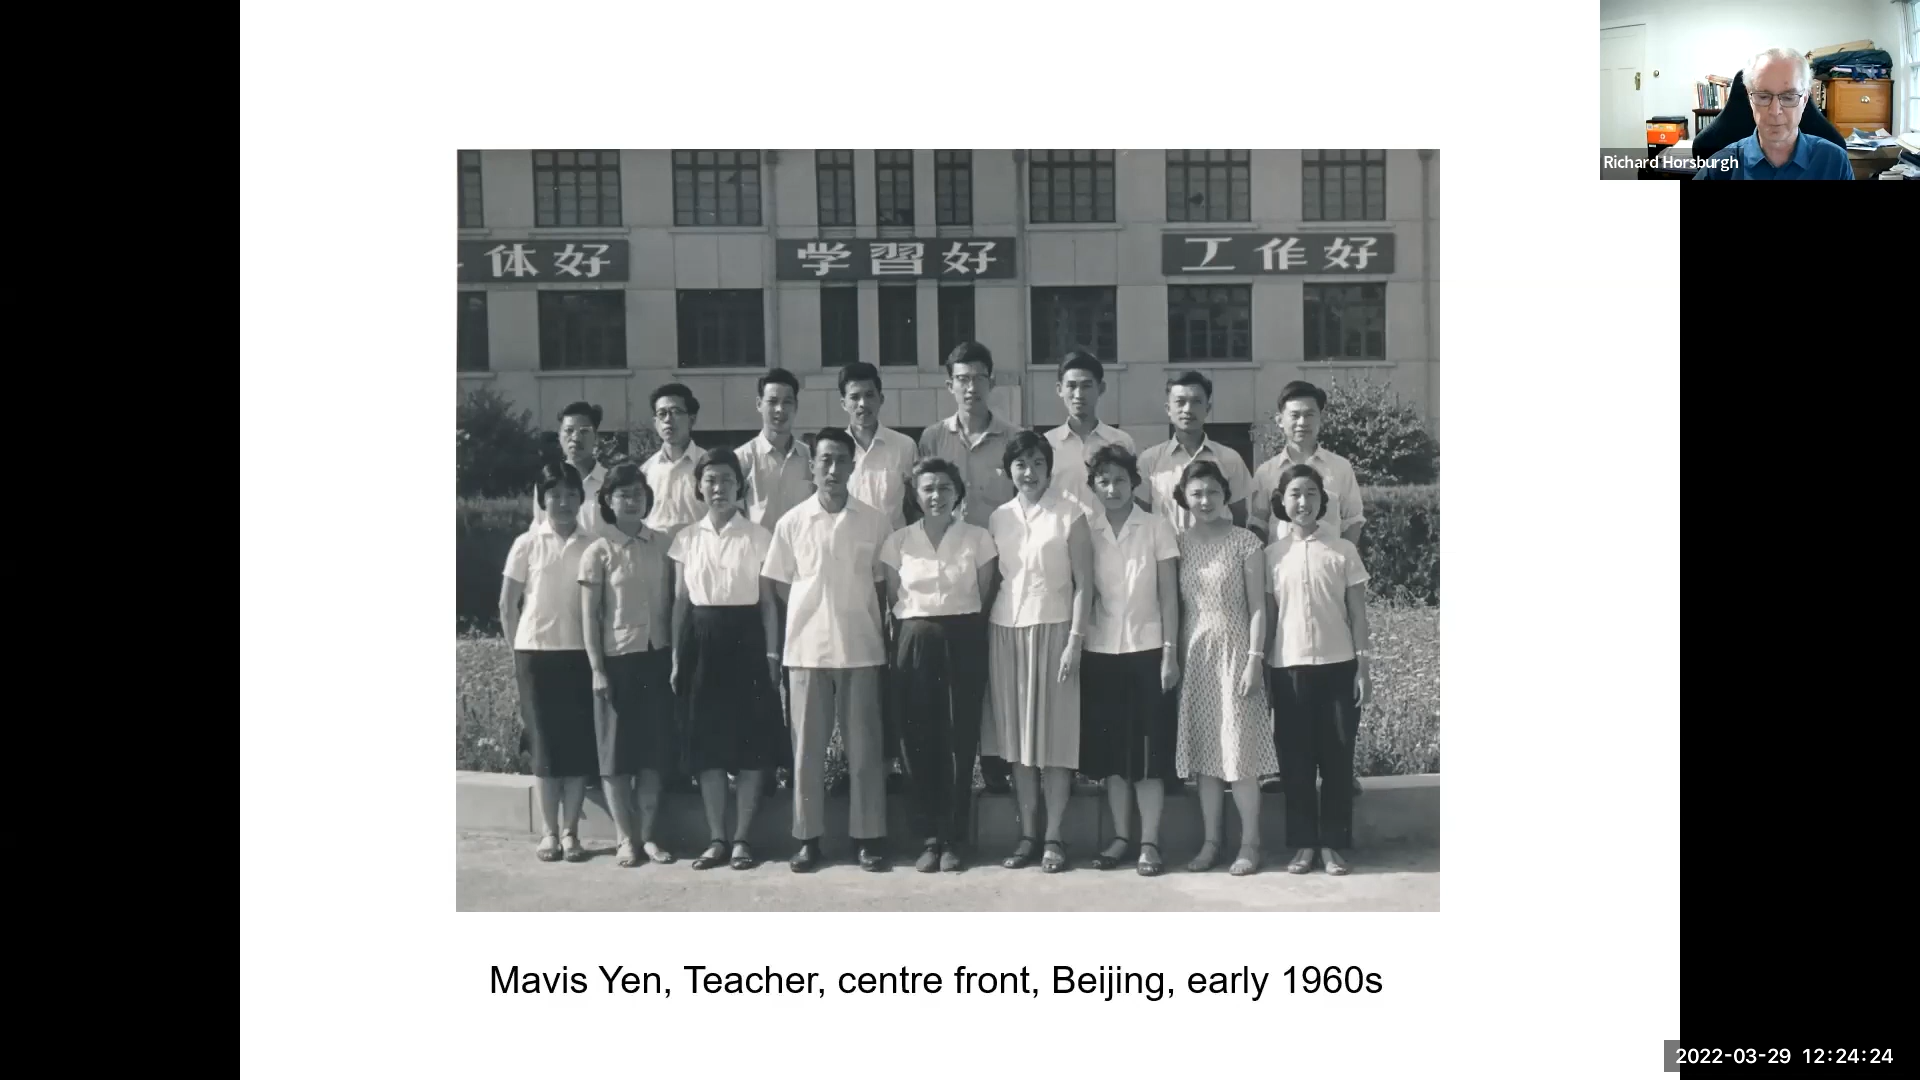 体好
学習好
工作好
Richard Horsburgh
Mavis Yen, Teacher, centre front, Beijing, early 1960s
2022-03-29 12:24:24